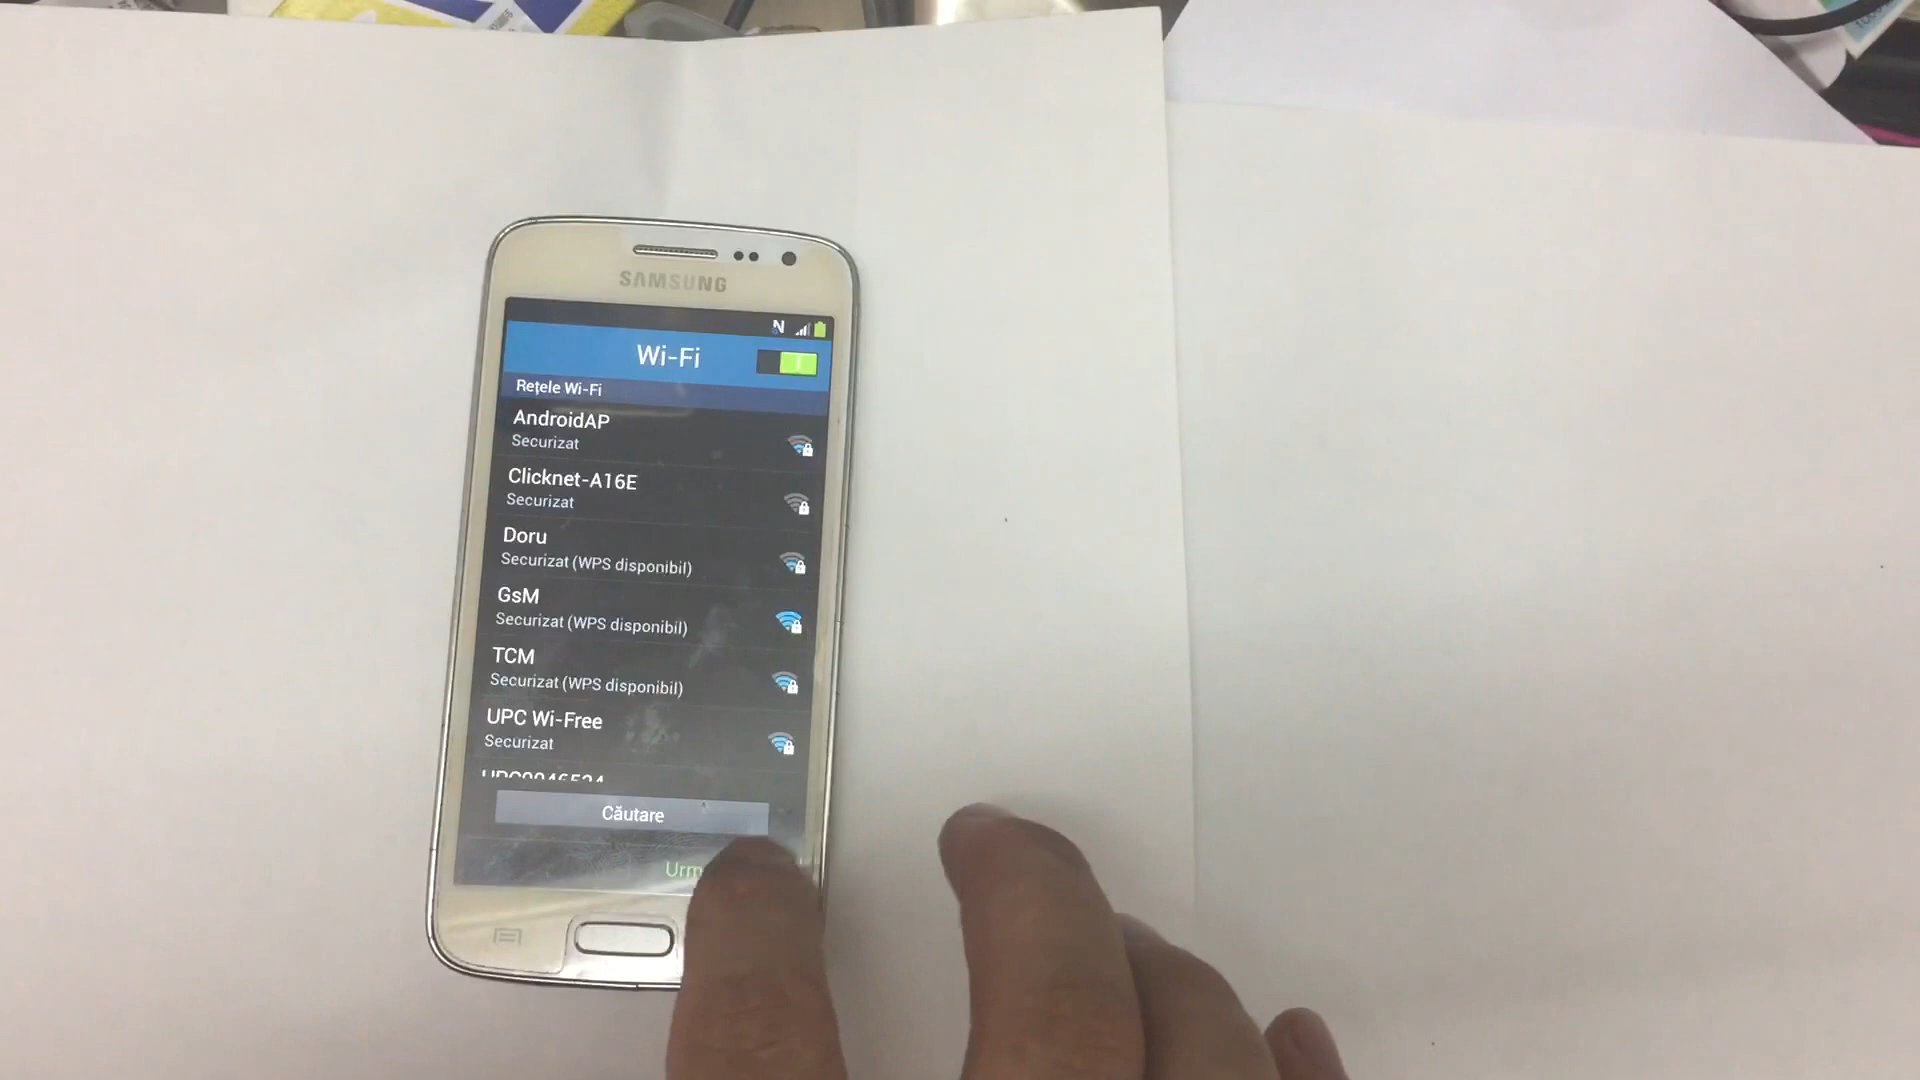 SAMSUNG
Wi-Fi
Rețele Wi-Fi
AndroidAP
Securizat
Clicknet-A16E
Securizat
Doru
Securizat (WPS disponibil)
GsM
Securizat (WPS disponibil)
TCM
Securizat (WPS disponibil)
UPC Wi-Free
Securizat
Căutare